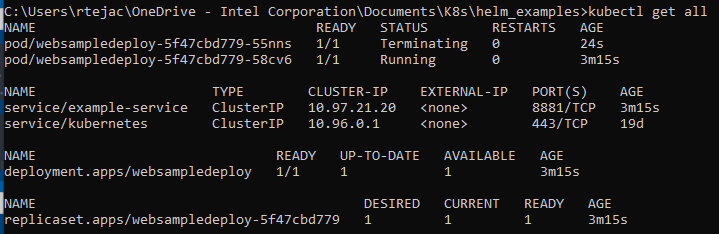 C:\Users\rtejac\OneDrive - Intel Corporation\Documents\K8s\helm_examples>kubectl get all
NAME READY STATUS RESTARTS AGE
pod/websampledeploy-5f47cbd779-55nns 1/1 Terminating 0 24s
pod/websampledeploy-5f47cbd779-58cv6 1/1 Running 0 3m15s
NAME TYPE CLUSTER-IP EXTERNAL-IP PORT(S) AGE
service/example-service ClusterIP 10.97.21.20 <none> 8881/TCP 3m15s
service/kubernetes ClusterIP 10.96.0.1 <none> 443/TCP 19d
NAME READY UP-TO-DATE AVAILABLE AGE
deployment.apps/websampledeploy 1/1 1 1 3m15s
NAME DESIRED CURRENT READY AGE
replicaset.apps/websampledeploy-5f47cbd779 1 1 1 3m15s